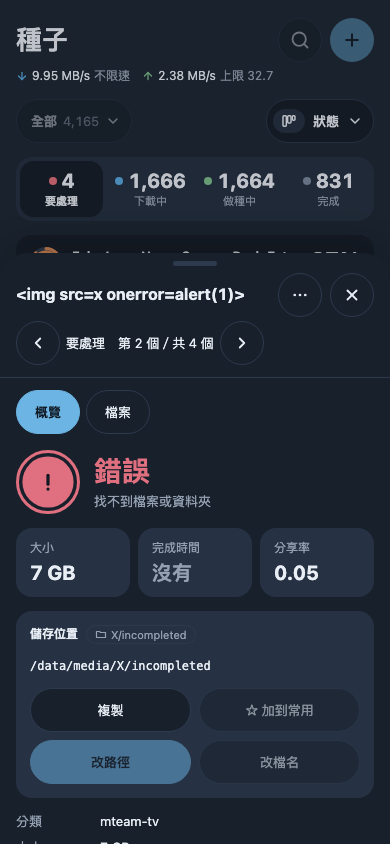 種子
9.95 MB/s 不限速 2.38 MB/s 上限 32.7
全部 4,165 狀態
4 1,666 1,664 831
要處理 下載中 做種中 完成
<img src=x onerror=alert(1)>
要處理 第 2 個 / 共 4 個
概覽 檔案
錯誤
找不到檔案或資料夾
大小 完成時間 分享率
7 GB 沒有 0.05
儲存位置 X/incompleted
/data/media/X/incompleted
複製 ☆ 加到常用
改路徑 改檔名
分類 mteam-tv